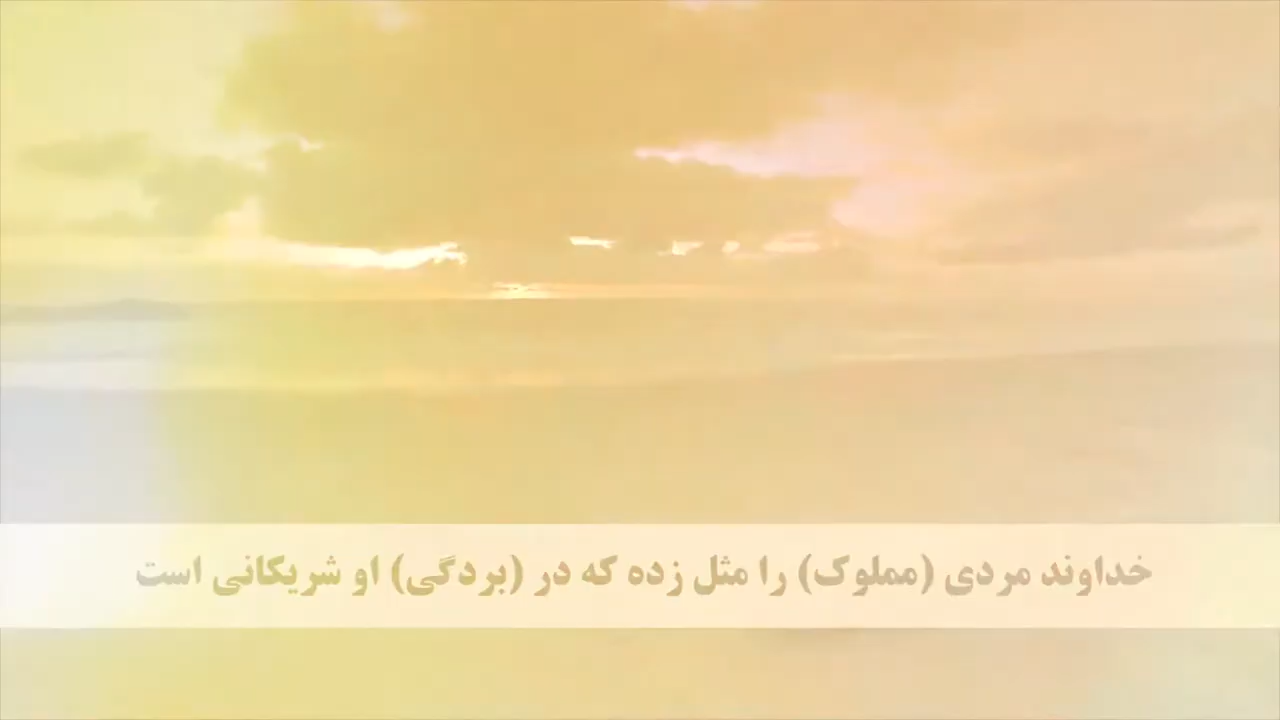 خداوند مردی (مملوک) را مثل زده که در (بردگی) او شریکانی است